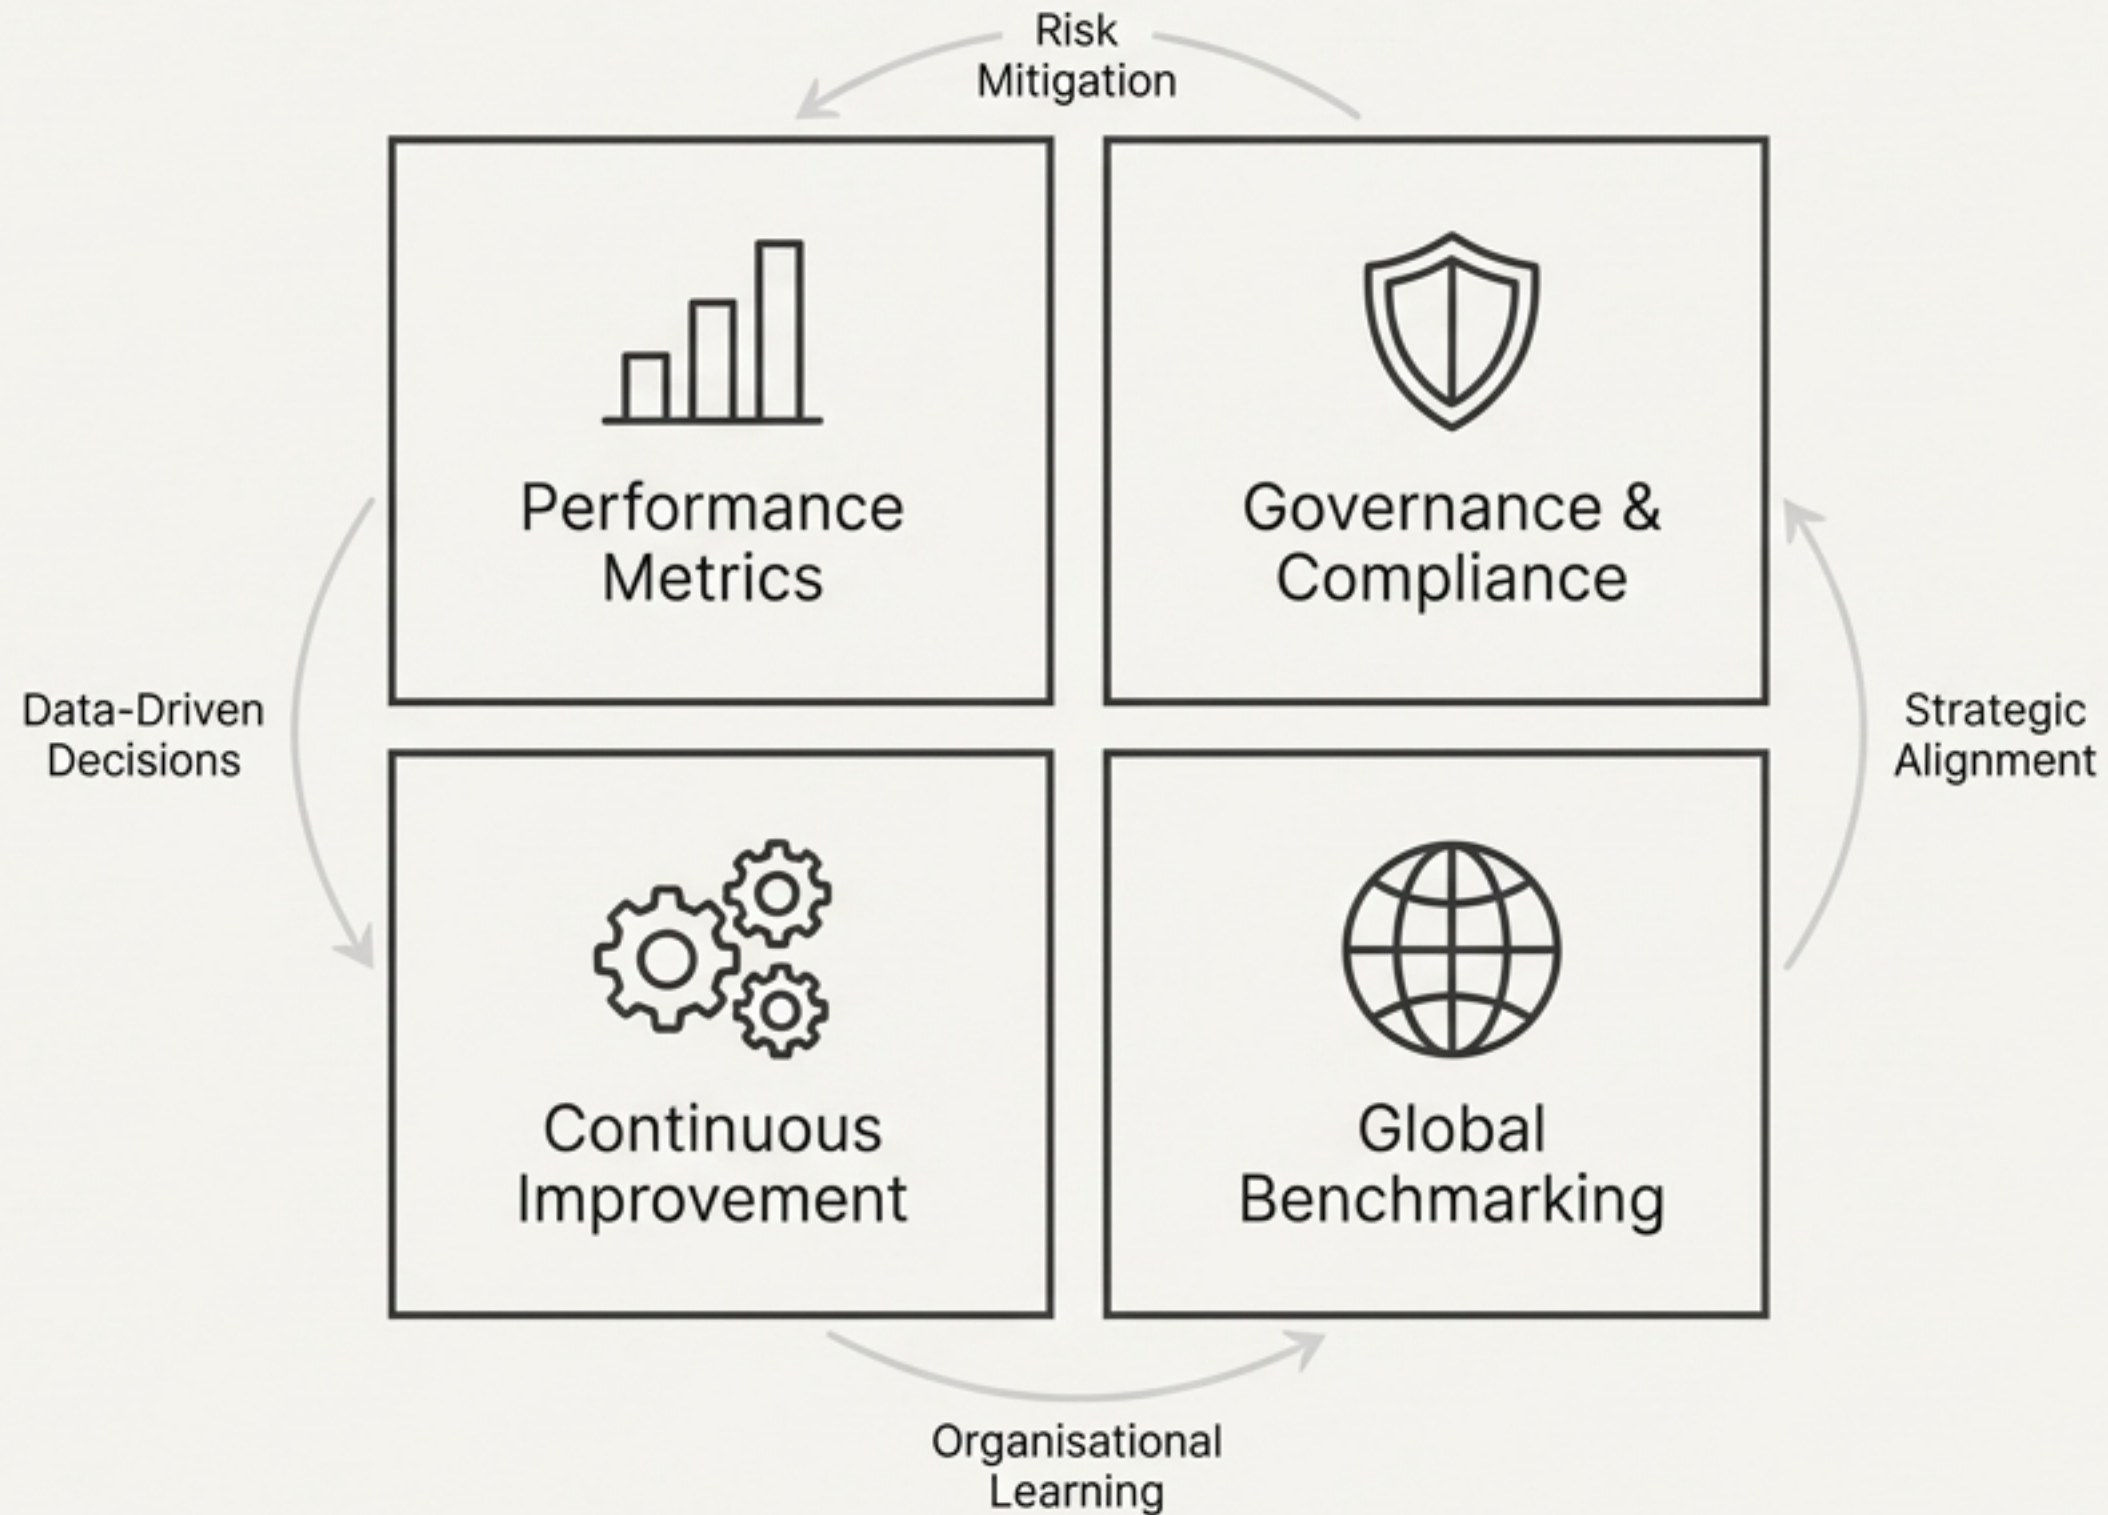 Risk
Mitigation
Performance
Metrics
Governance &
Compliance
Data-Driven
Decisions
Strategic
Alignment
Continuous
Improvement
Global
Benchmarking
Organisational
Learning